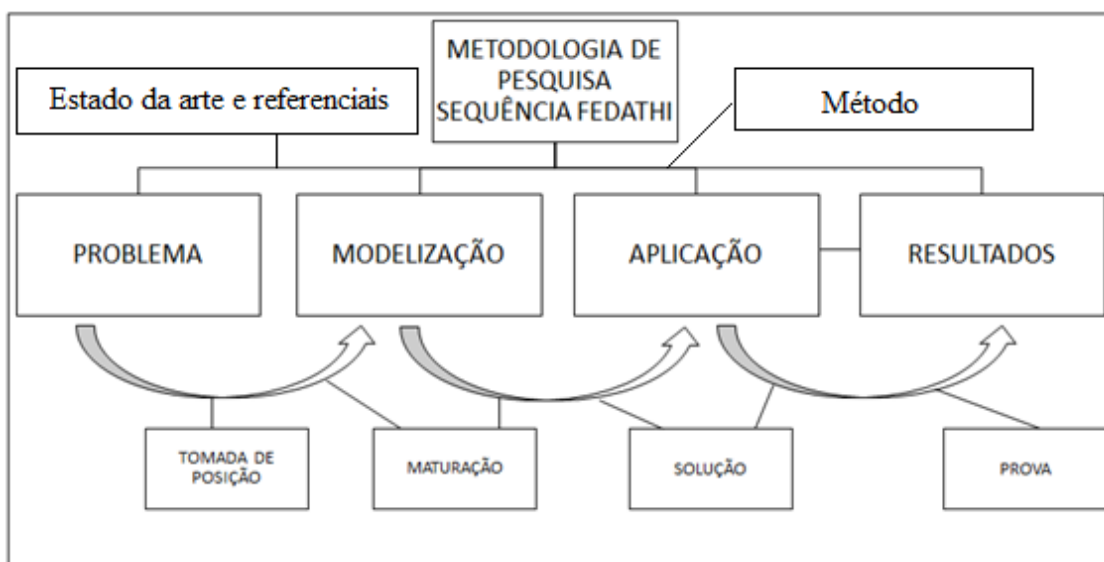 METODOLOGIA DE
PESQUISA
SEQUÊNCIA FEDATHI
Estado da arte e referenciais
Método
PROBLEMA
MODELIZAÇÃO
APLICAÇÃO
RESULTADOS
TOMADA DE
POSIÇÃO
MATURAÇÃO
SOLUÇÃO
PROVA